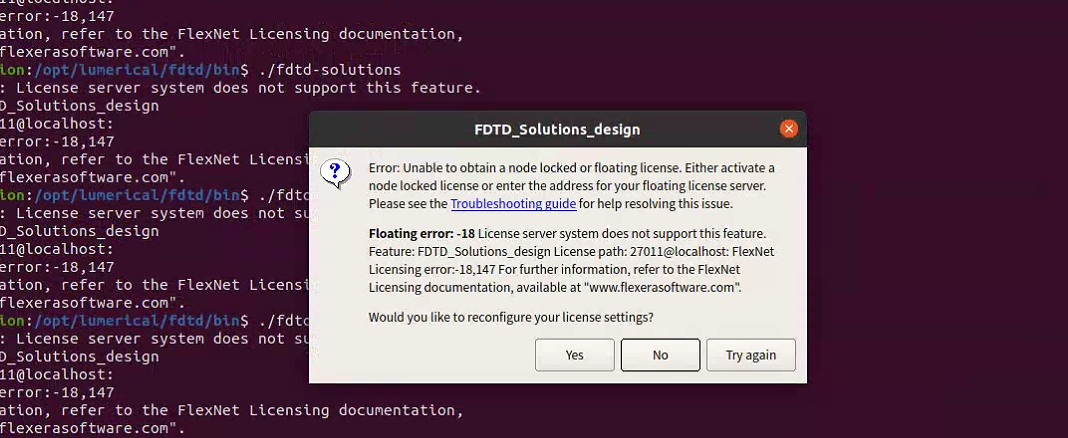 11@localhost:
error:-18,147
ation, refer to the FlexNet Licensing documentation,
flexerasoftware.com".
ion:/opt/lumerical/fdtd/bin$ ./fdtd-solutions
: License server system does not support this feature.
D_Solutions_design
11@localhost:
error:-18,147
ation, refer to the FlexNet Licensi
flexerasoftware.com".
ion:/opt/lumerical/fdtd/bin$ ./fdtd
: License server system does not su
D_Solutions_design
11@localhost:
error:-18,147
ation, refer to the FlexNet Licensi
flexerasoftware.com".
ion:/opt/lumerical/fdtd/bin$ ./fdtd
: License server system does not su
D_Solutions_design
11@localhost:
error:-18,147
ation, refer to the FlexNet Licensing documentation,
flexerasoftware.com".
FDTD_Solutions_design
Error: Unable to obtain a node locked or floating license. Either activate a
node locked license or enter the address for your floating license server.
Please see the Troubleshooting guide for help resolving this issue.
Floating error: -18 License server system does not support this feature.
Feature: FDTD_Solutions_design License path: 27011@localhost: FlexNet
Licensing error:-18,147 For further information, refer to the FlexNet
Licensing documentation, available at "www.flexerasoftware.com".
Would you like to reconfigure your license settings?
Yes
No
Try again